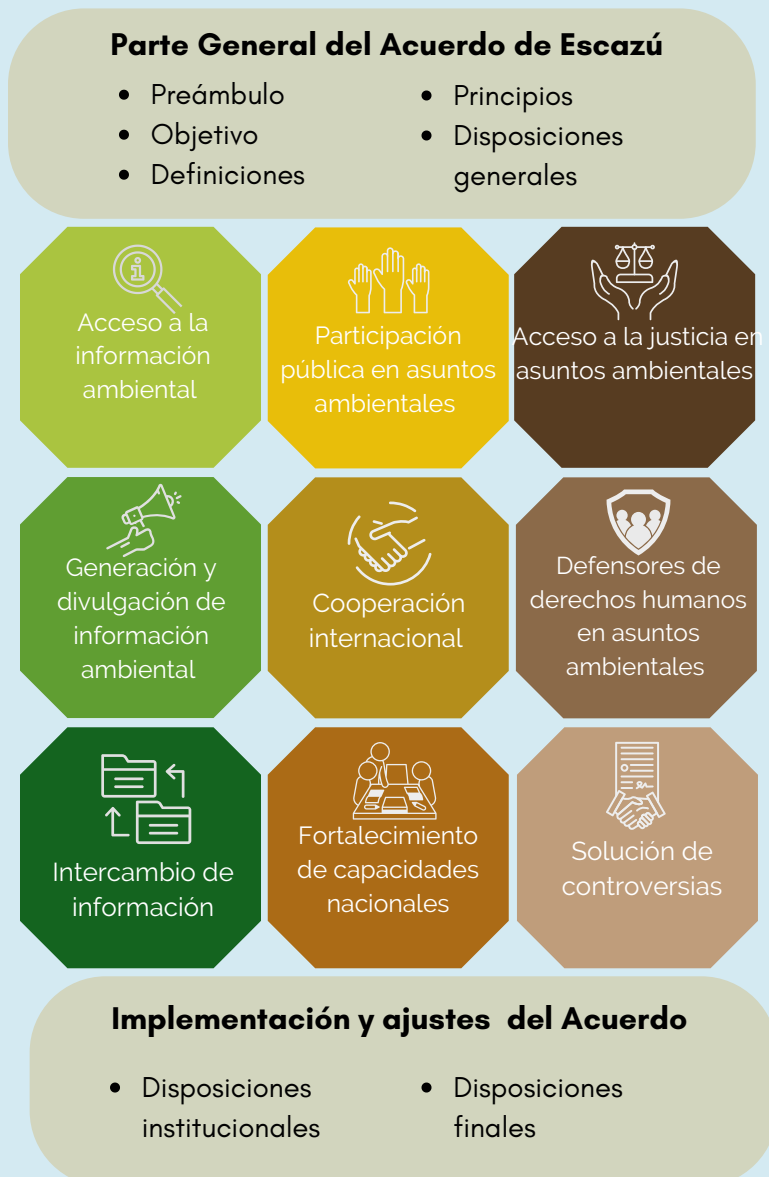 Parte General del Acuerdo de Escazú
• Preámbulo
• Objetivo
• Definiciones
• Principios
• Disposiciones
generales
Acceso a la
información
ambiental
Participación
pública en asuntos
ambientales
Acceso a la justicia en
asuntos ambientales
Generación y
divulgación de
información
ambiental
Cooperación
internacional
Defensores de
derechos humanos
en asuntos
ambientales
Intercambio de
información
Fortalecimiento
de capacidades
nacionales
Solución de
controversias
Implementación y ajustes del Acuerdo
• Disposiciones
institucionales
• Disposiciones
finales